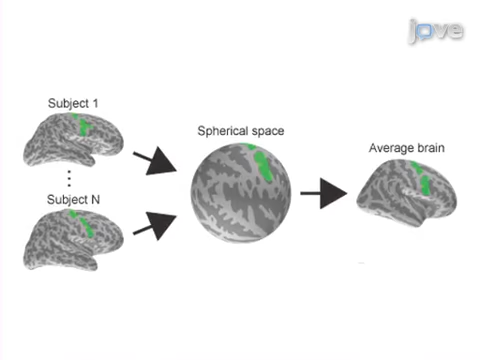 jove
Subject 1
Spherical space
Average brain
Subject N